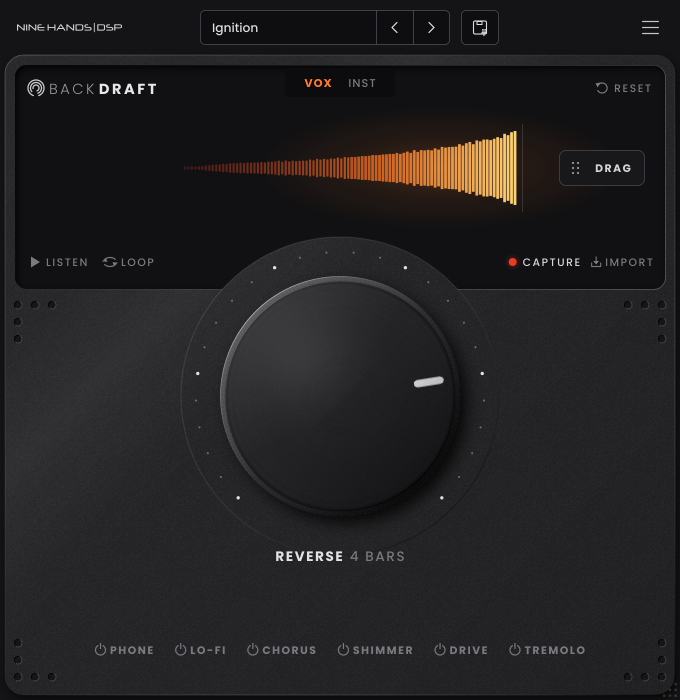 NINE HANDS|DSP
Ignition
BACKDRAFT
VOX INST
RESET
DRAG
LISTEN LOOP
CAPTURE IMPORT
REVERSE 4 BARS
PHONE LO-FI CHORUS SHIMMER DRIVE TREMOLO